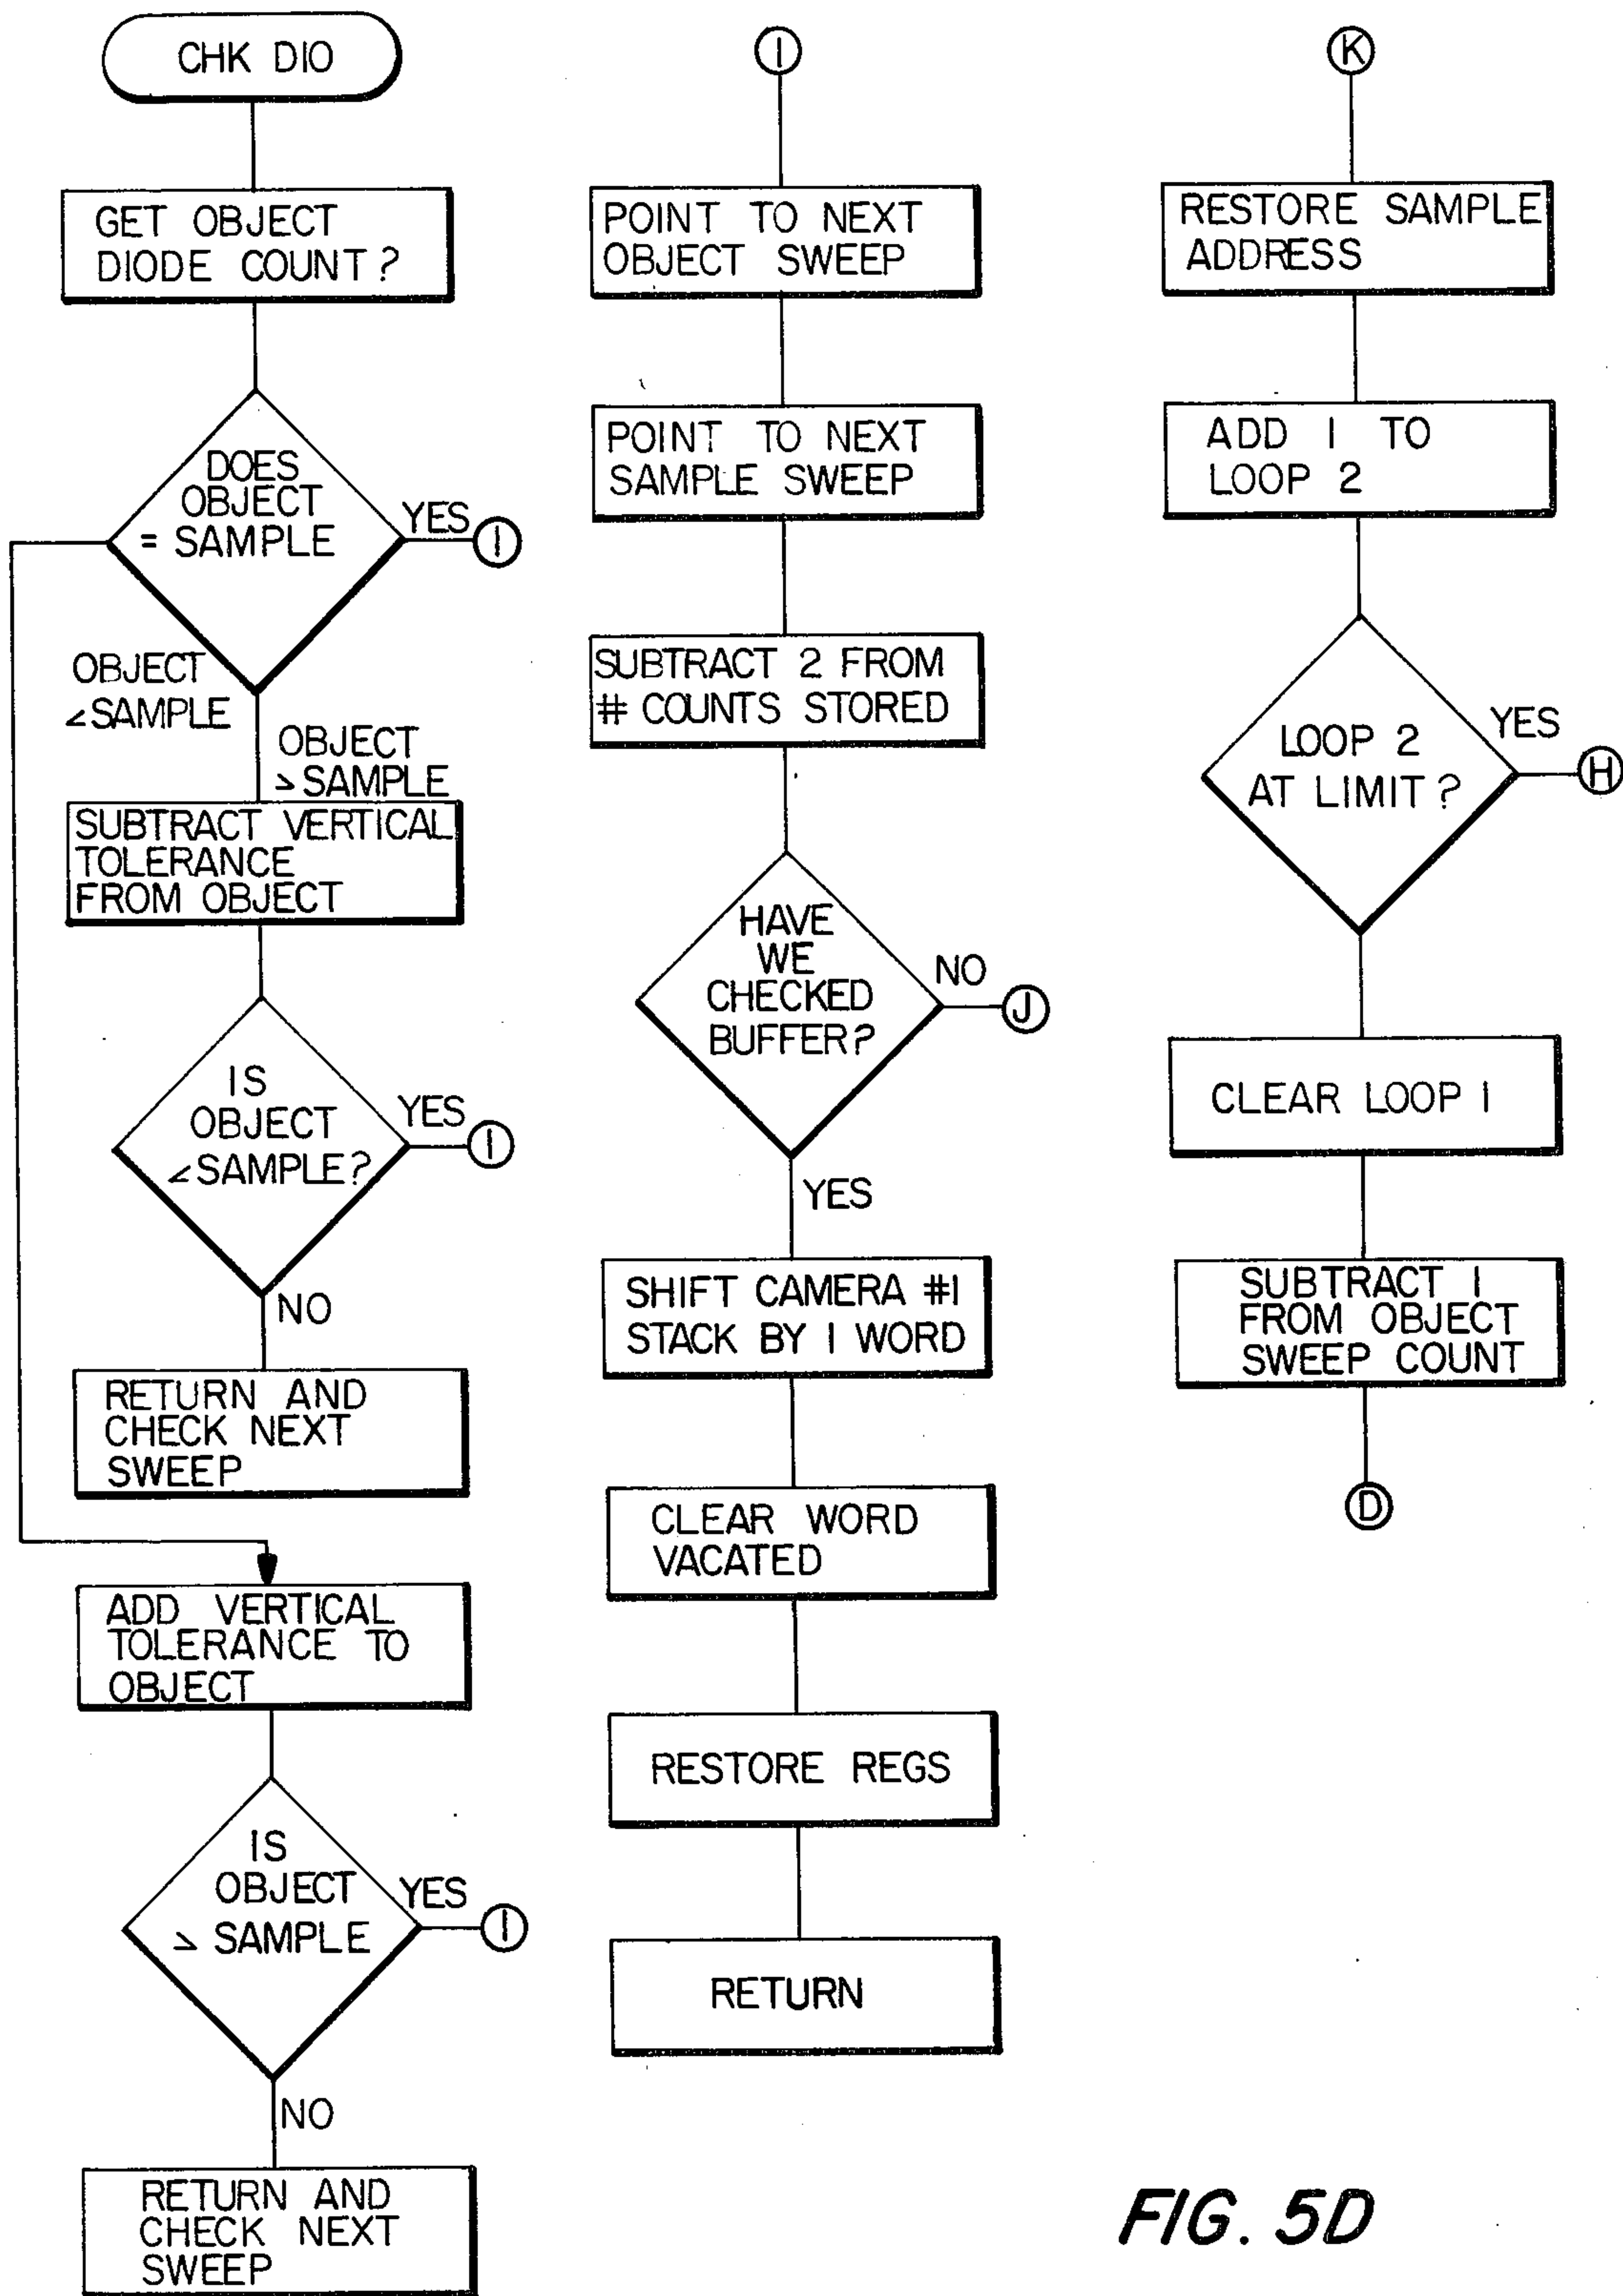 CHK DIO
GET OBJECT
DIODE COUNT?
DOES
OBJECT
= SAMPLE
YES
I
OBJECT
<SAMPLE
OBJECT
>SAMPLE
SUBTRACT VERTICAL
TOLERANCE
FROM OBJECT
IS
OBJECT
<SAMPLE?
YES
I
NO
RETURN AND
CHECK NEXT
SWEEP
ADD VERTICAL
TOLERANCE TO
OBJECT
IS
OBJECT
> SAMPLE
YES
I
NO
RETURN AND
CHECK NEXT
SWEEP
I
POINT TO NEXT
OBJECT SWEEP
POINT TO NEXT
SAMPLE SWEEP
SUBTRACT 2 FROM
# COUNTS STORED
HAVE
WE
CHECKED
BUFFER?
NO
J
YES
SHIFT CAMERA #1
STACK BY 1 WORD
CLEAR WORD
VACATED
RESTORE REGS
RETURN
K
RESTORE SAMPLE
ADDRESS
ADD 1 TO
LOOP 2
LOOP 2
AT LIMIT?
YES
H
CLEAR LOOP 1
SUBTRACT 1
FROM OBJECT
SWEEP COUNT
D
FIG. 5D